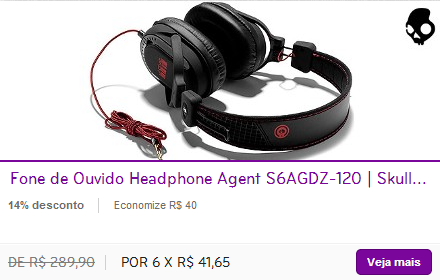 Fone de Ouvido Headphone Agent S6AGDZ-120 | Skull...
14% desconto
Economize R$ 40
DE R$ 289,90
POR 6 X R$ 41,65
Veja mais